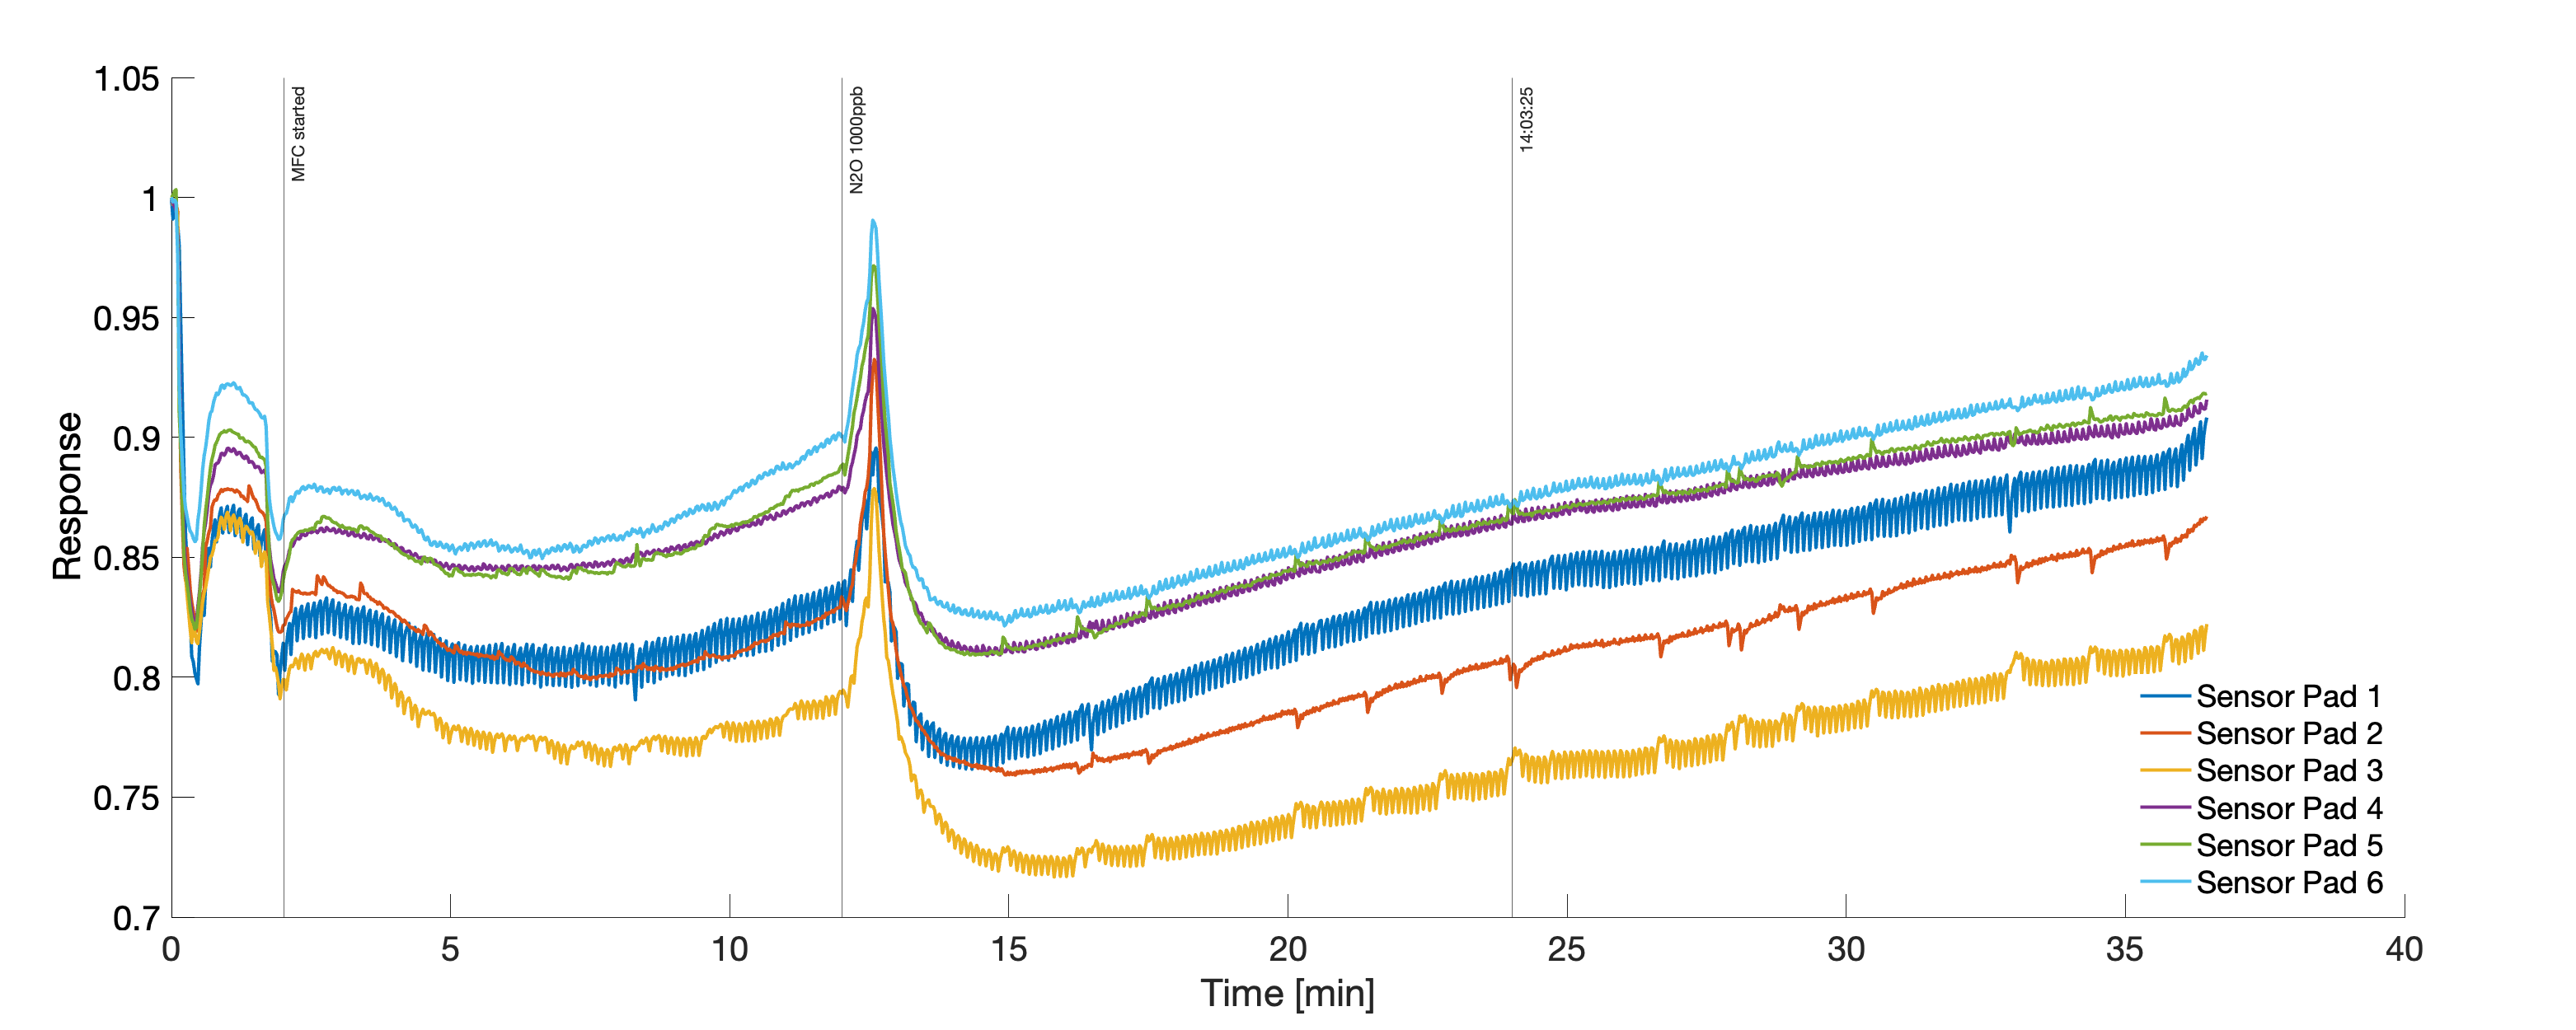 1.05
1
0.95
0.9
0.85
0.8
0.75
0.7
Response
MFC started
N2O 1000ppb
14:03:25
0 5 10 15 20 25 30 35 40
Time [min]
Sensor Pad 1
Sensor Pad 2
Sensor Pad 3
Sensor Pad 4
Sensor Pad 5
Sensor Pad 6